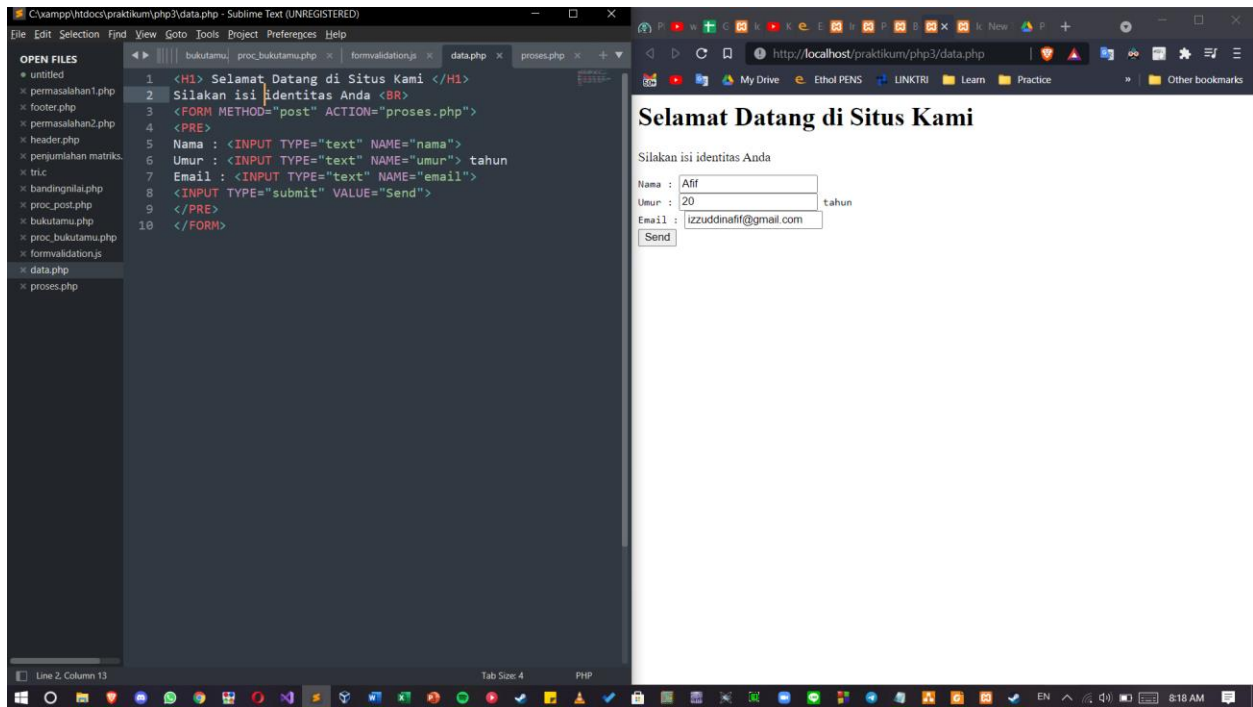 C:\xampp\htdocs\praktikum\php3\data.php - Sublime Text (UNREGISTERED)
File Edit Selection Find View Goto Tools Project Preferences Help
OPEN FILES
untitled
permasalahan1.php
footer.php
permasalahan2.php
header.php
penjumlahan matriks.
tri.c
bandingnilai.php
proc_post.php
bukutamu.php
proc_bukutamu.php
formvalidation.js
data.php
proses.php
bukutamu. proc_bukutamu.php formvalidation.js data.php proses.php
1 <H1> Selamat Datang di Situs Kami </H1>
2 Silakan isi identitas Anda <BR>
3 <FORM METHOD="post" ACTION="proses.php">
4 <PRE>
5 Nama : <INPUT TYPE="text" NAME="nama">
6 Umur : <INPUT TYPE="text" NAME="umur"> tahun
7 Email : <INPUT TYPE="text" NAME="email">
8 <INPUT TYPE="submit" VALUE="Send">
9 </PRE>
10 </FORM>
Line 2, Column 13 Tab Size: 4 PHP
http://localhost/praktikum/php3/data.php
My Drive Ethol PENS LINKTRI Learn Practice » Other bookmarks
Selamat Datang di Situs Kami
Silakan isi identitas Anda
Nama : Afif
Umur : 20 tahun
Email : izzuddinafif@gmail.com
Send
EN 8:18 AM